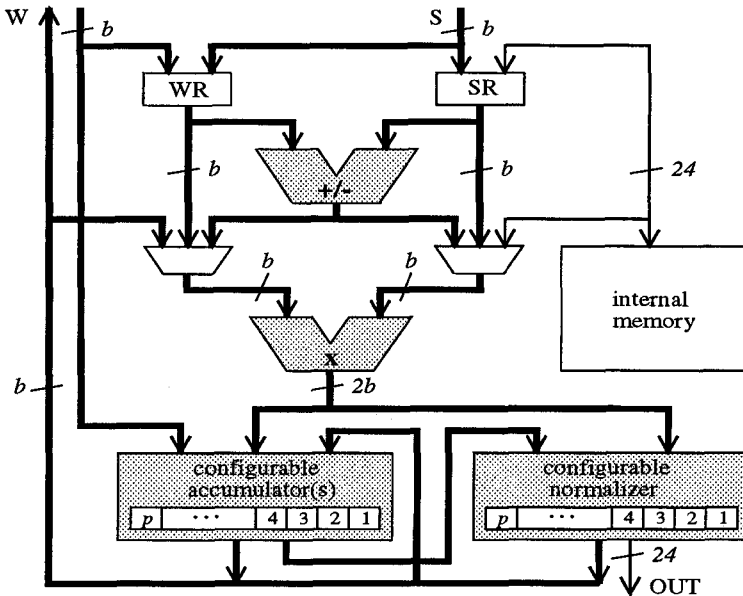 W b S b
WR SR
b +/- b 24
b b
internal
memory
x
b 2b
configurable
accumulator(s)
p ... 4 3 2 1
configurable
normalizer
p ... 4 3 2 1
24
OUT